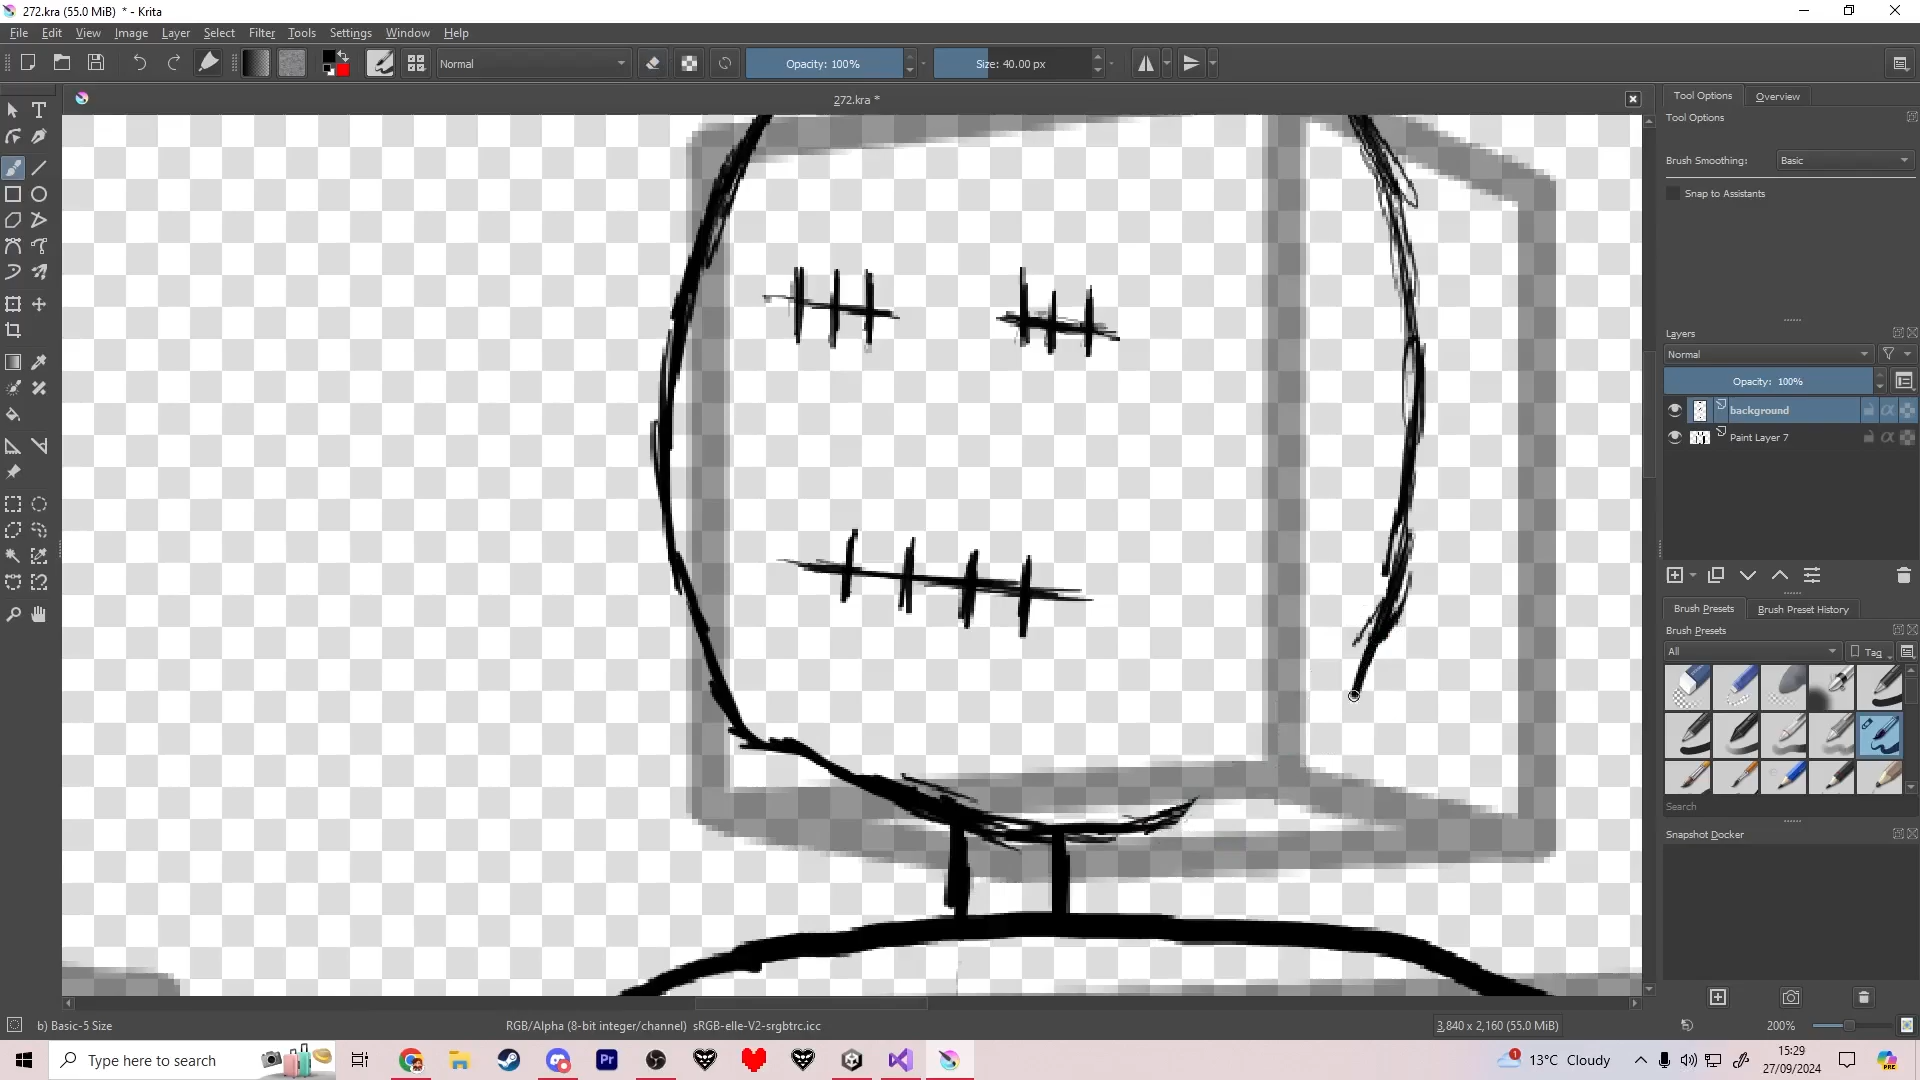 272.kra (55.0 MiB) * - Krita
File Edit View Image Layer Select Filter Tools Settings Window Help
Normal
Opacity: 100%
Size: 40.00 px
272.kra *
Tool Options
Overview
Tool Options
Brush Smoothing:
Basic
Snap to Assistants
Layers
Normal
Opacity: 100%
background
Paint Layer 7
Brush Presets
Brush Preset History
Brush Presets
All
Tag
Search
Snapshot Docker
b) Basic-5 Size
RGB/Alpha (8-bit integer/channel) sRGB-elle-V2-srgbtrc.icc
3,840 x 2,160 (55.0 MiB)
200%
Type here to search
Pr
1
13°C Cloudy
15:29
27/09/2024
PRE